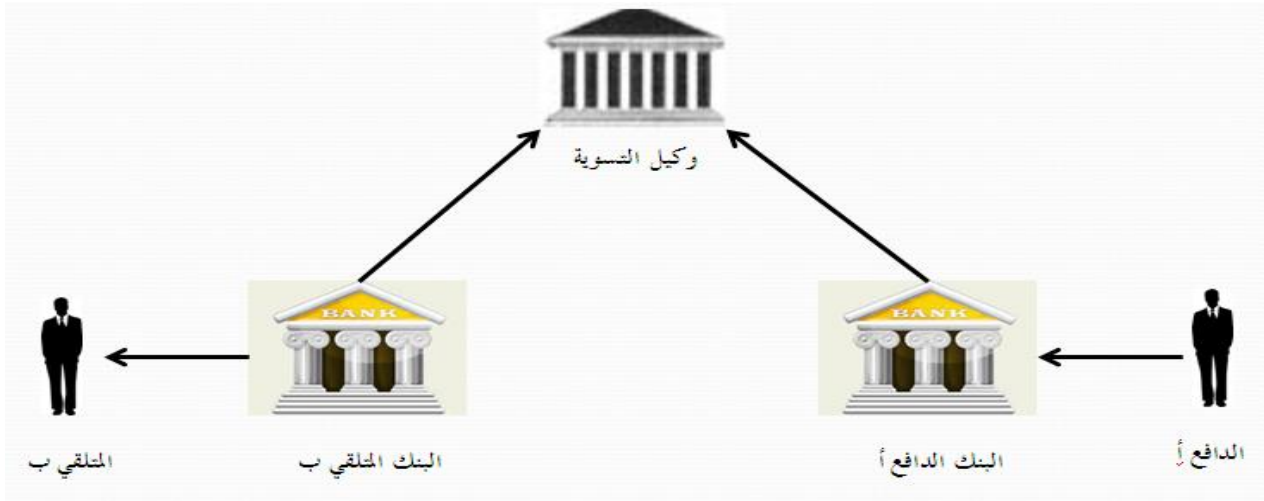 وكيل التسوية
BANK
BANK
الدافع أ
البنك الدافع أ
البنك المتلقي ب
المتلقي ب